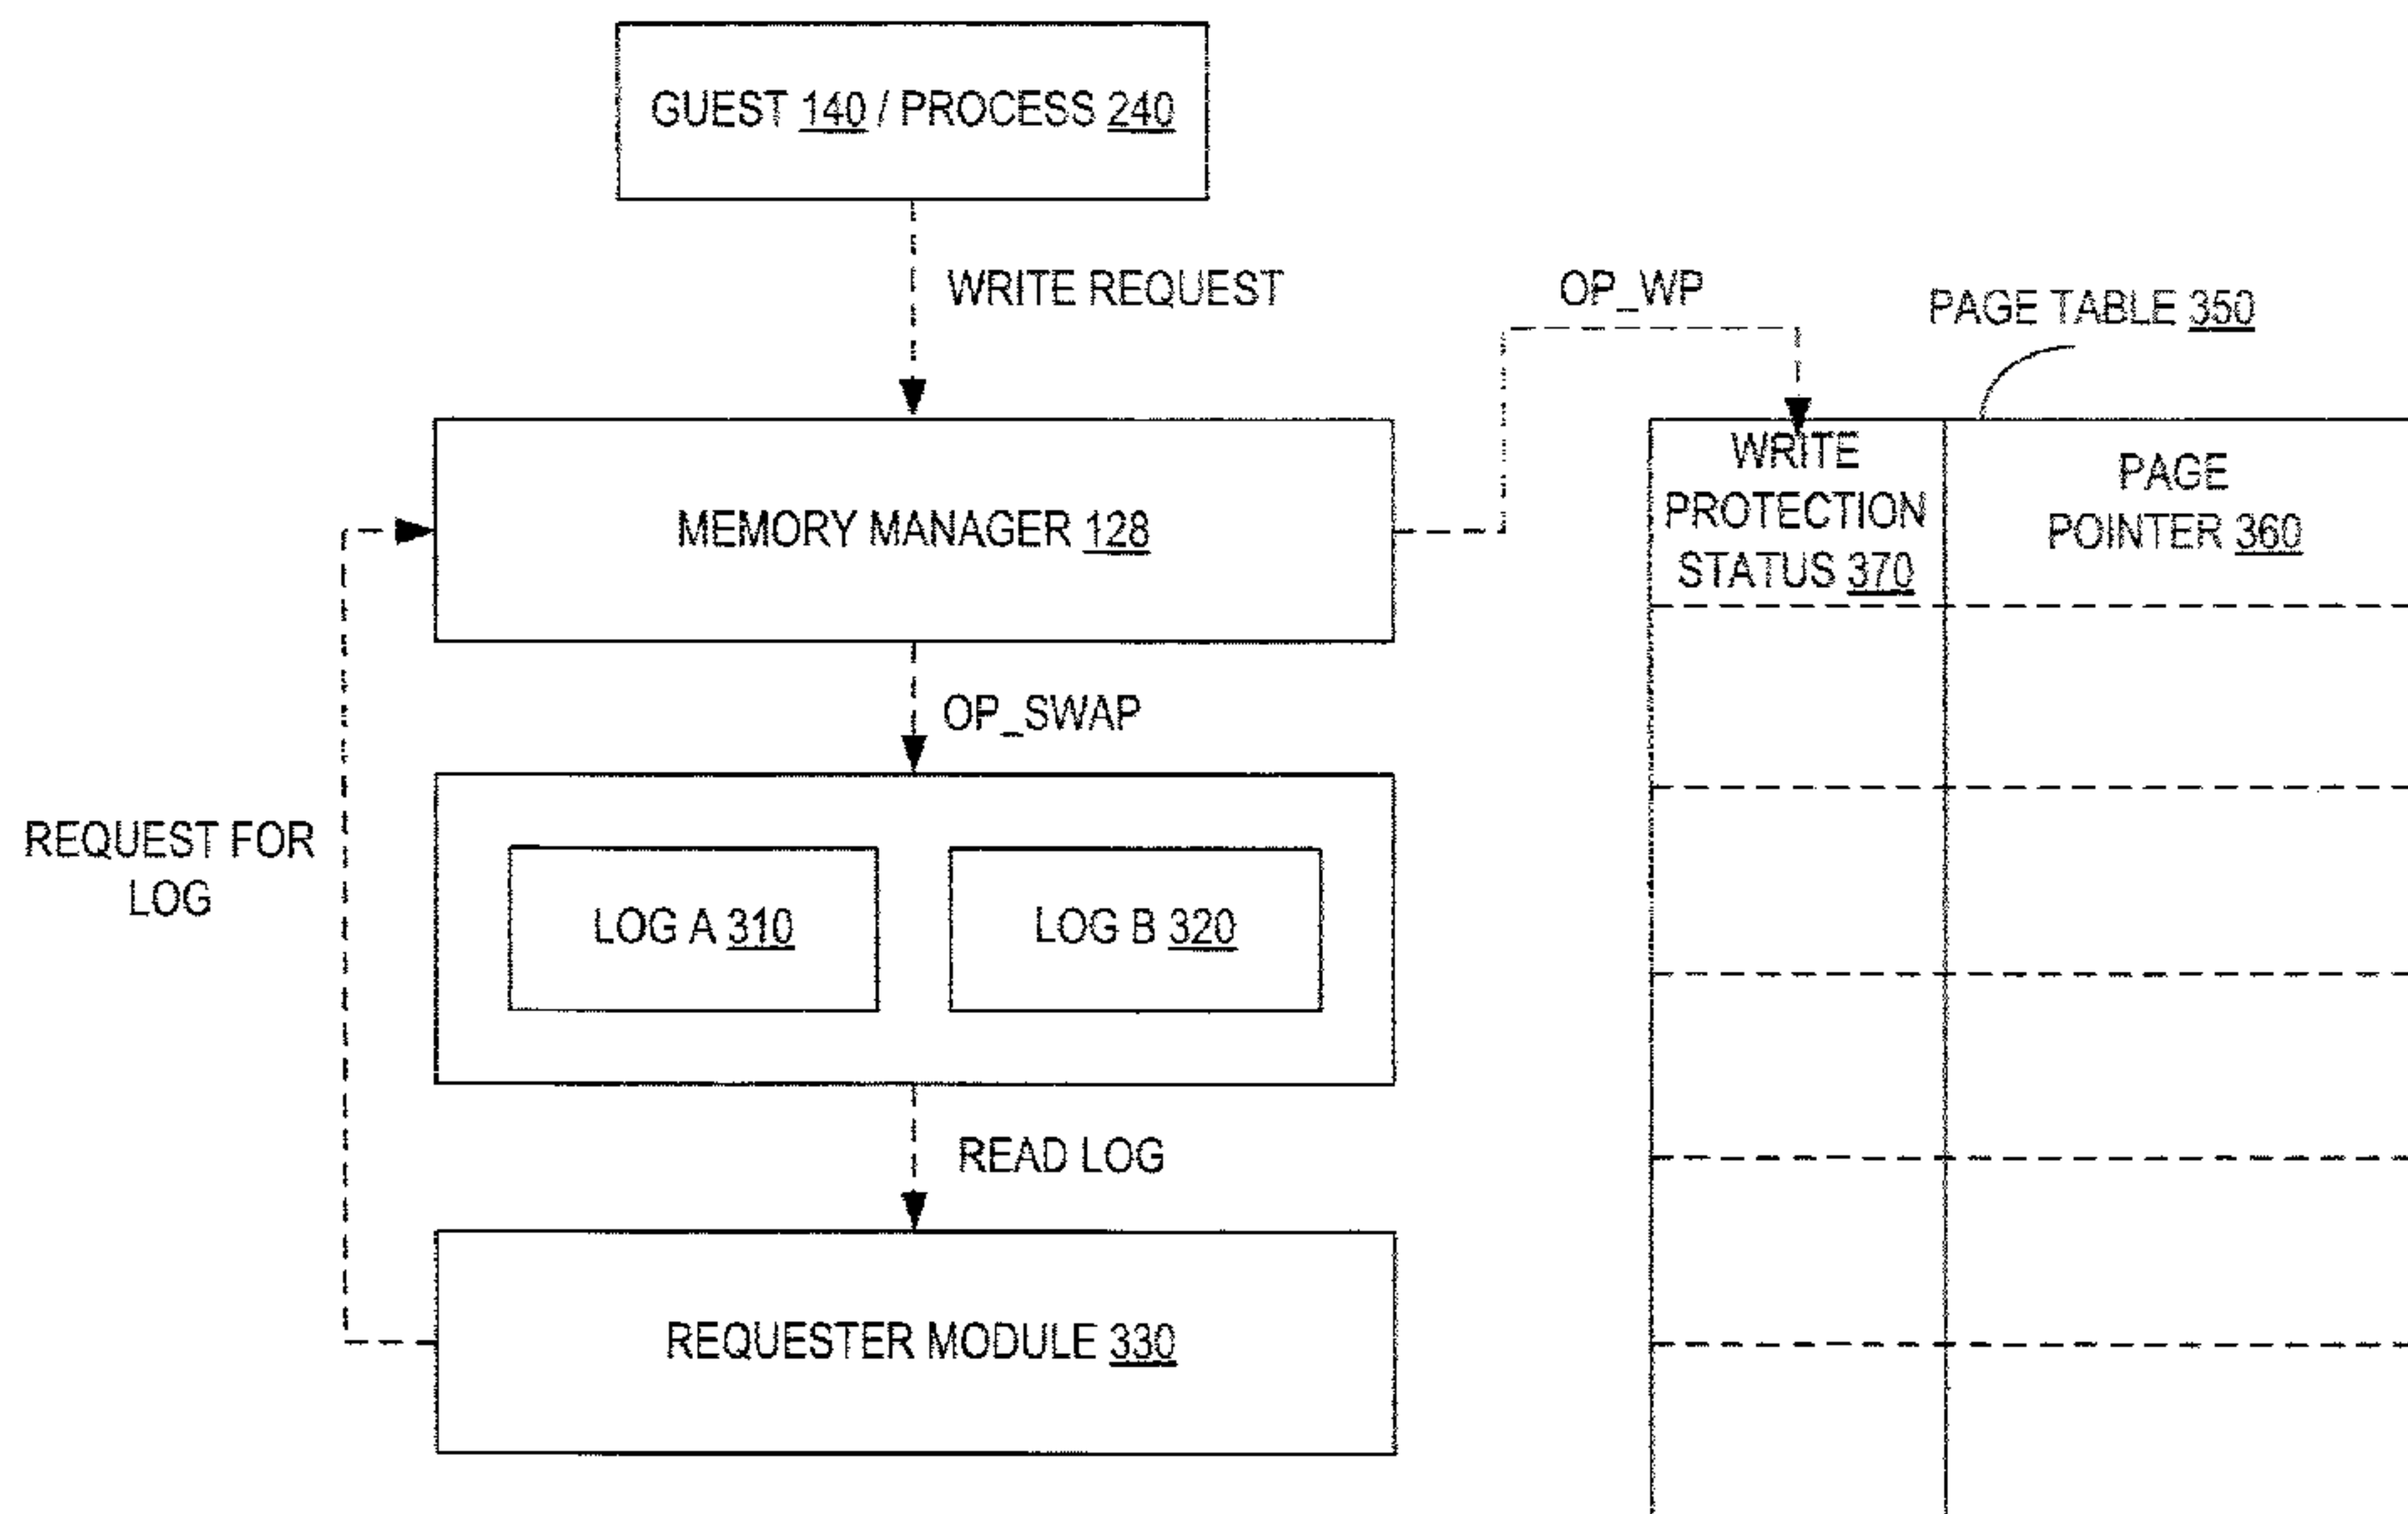 GUEST 140 / PROCESS 240
WRITE REQUEST
OP_WP
PAGE TABLE 350
MEMORY MANAGER 128
WRITE
PROTECTION
STATUS 370
PAGE
POINTER 360
OP_SWAP
REQUEST FOR
LOG
LOG A 310
LOG B 320
READ LOG
REQUESTER MODULE 330